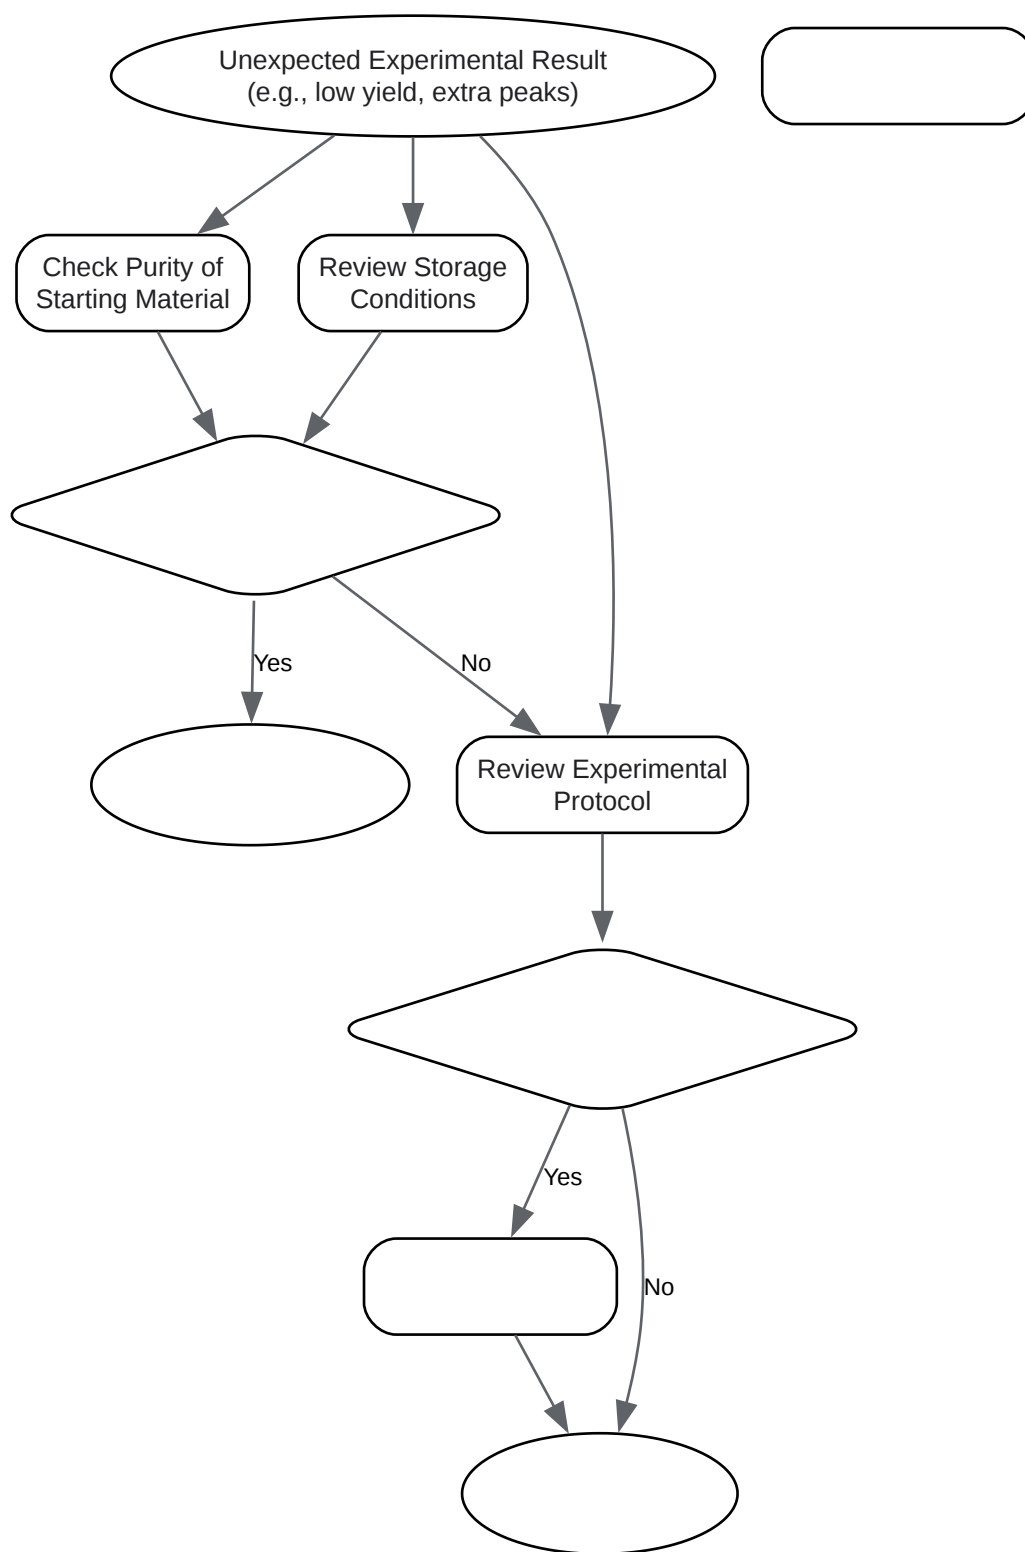 Unexpected Experimental Result
(e.g., low yield, extra peaks)
Check Purity of
Starting Material
Review Storage
Conditions
Yes
No
Review Experimental
Protocol
Yes
No